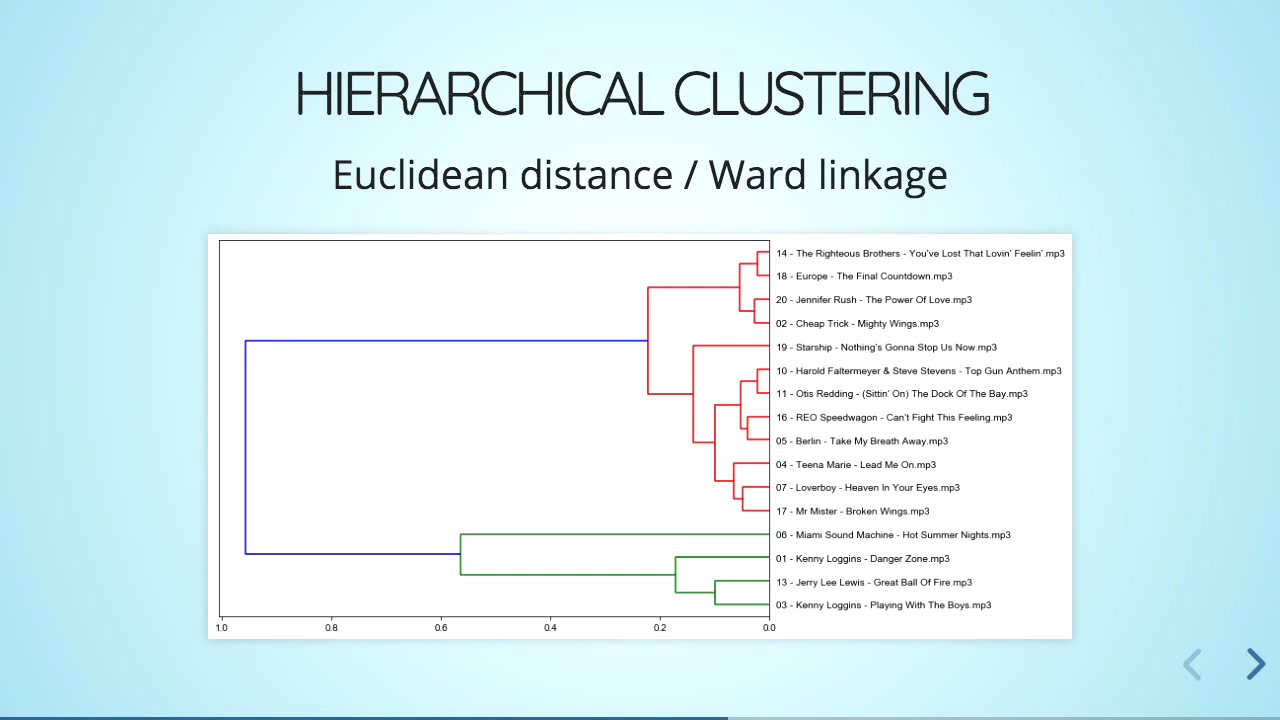 HIERARCHICAL CLUSTERING
Euclidean distance / Ward linkage
14 - The Righteous Brothers - You've Lost That Lovin' Feelin'.mp3
18 - Europe - The Final Countdown.mp3
20 - Jennifer Rush - The Power Of Love.mp3
02 - Cheap Trick - Mighty Wings.mp3
19 - Starship - Nothing's Gonna Stop Us Now.mp3
10 - Harold Faltermeyer & Steve Stevens - Top Gun Anthem.mp3
11 - Otis Redding - (Sittin' On) The Dock Of The Bay.mp3
16 - REO Speedwagon - Can't Fight This Feeling.mp3
05 - Berlin - Take My Breath Away.mp3
04 - Teena Marie - Lead Me On.mp3
07 - Loverboy - Heaven In Your Eyes.mp3
17 - Mr Mister - Broken Wings.mp3
06 - Miami Sound Machine - Hot Summer Nights.mp3
01 - Kenny Loggins - Danger Zone.mp3
13 - Jerry Lee Lewis - Great Ball Of Fire.mp3
03 - Kenny Loggins - Playing With The Boys.mp3
1.0 0.8 0.6 0.4 0.2 0.0